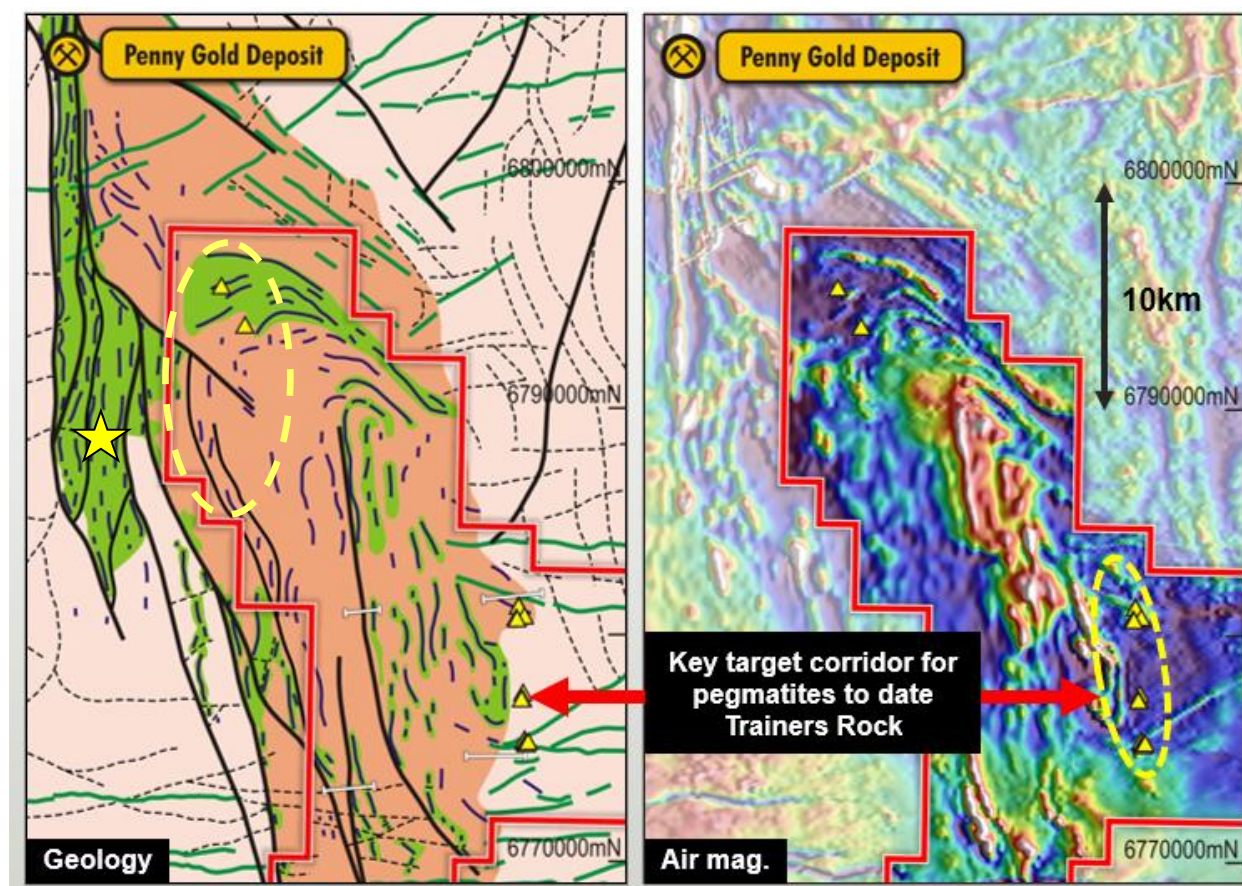 Penny Gold Deposit
6800000mN
6790000mN
6770000mN
Geology
Penny Gold Deposit
6800000mN
10km
6790000mN
Key target corridor for
pegmatites to date
Trainers Rock
6770000mN
Air mag.